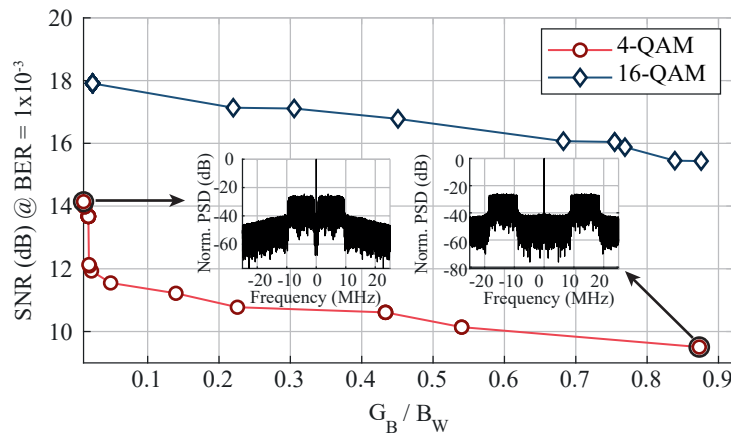 SNR (dB) @ BER = 1x10⁻³
18
16
14
12
10
0.1 0.2 0.3 0.4 0.5 0.6 0.7 0.8 0.9
G_B / B_W
4-QAM
16-QAM
Norm. PSD (dB)
0
-20
-40
-60
-20 -10 0 10 20
Frequency (MHz)
Norm. PSD (dB)
0
-20
-40
-60
-80
-20 -10 0 10 20
Frequency (MHz)